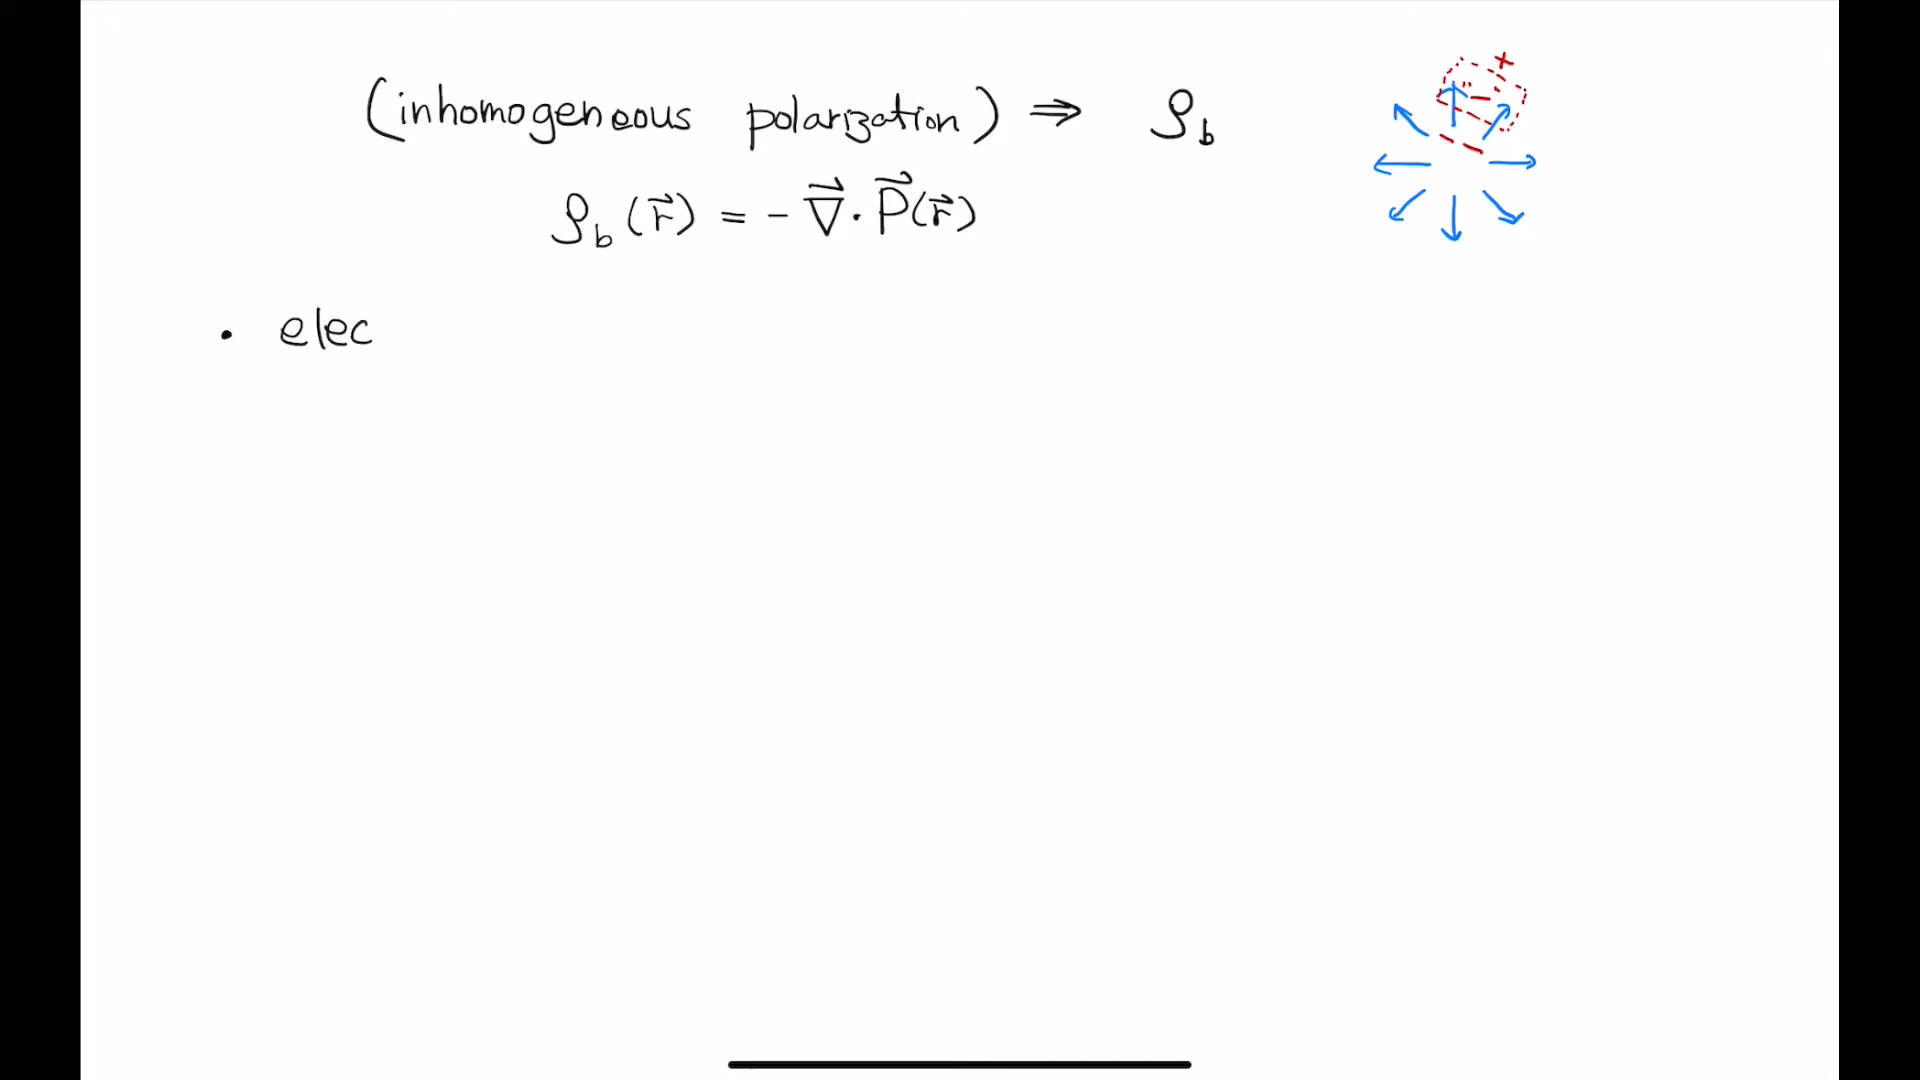 (inhomogeneous polarization) ⇒ ρ_b
ρ_b(r⃗) = - ∇⃗ · P⃗(r⃗)
• elec
+
-
- -